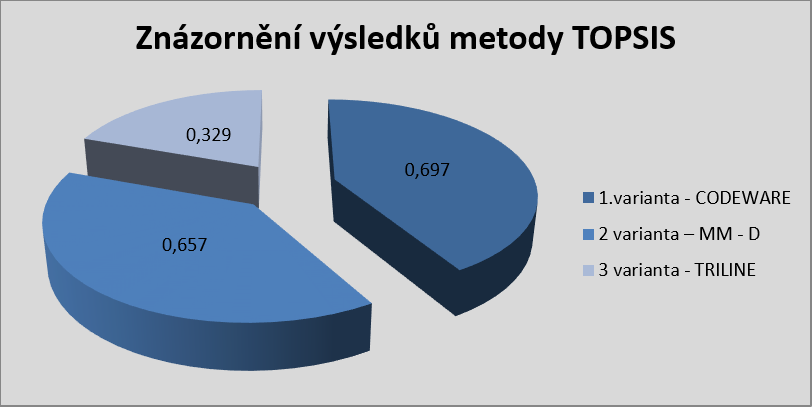 Znázornění výsledků metody TOPSIS
0,329
0,697
0,657
1.varianta - CODEWARE
2 varianta – MM - D
3 varianta - TRILINE